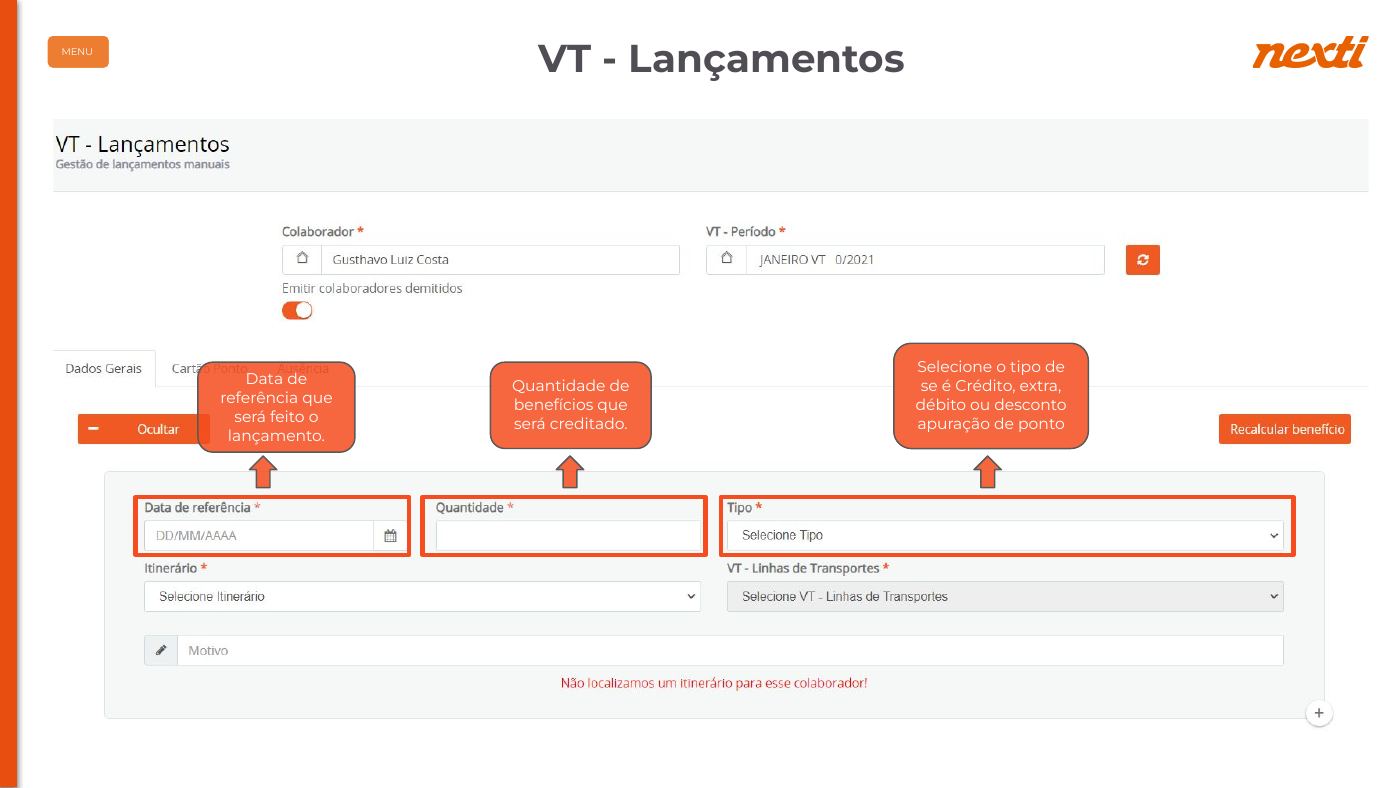 MENU
VT - Lançamentos
nexti
VT - Lançamentos
Gestão de lançamentos manuais
Colaborador *
VT - Período *
Gusthavo Luiz Costa
JANEIRO VT 0/2021
Emitir colaboradores demitidos
Dados Gerais
Cartão Ponto
Ausência
Data de
referência que
será feito o
lançamento.
Quantidade de
benefícios que
será creditado.
Selecione o tipo de
se é Crédito, extra,
débito ou desconto
apuração de ponto
Ocultar
Recalcular benefício
Data de referência *
Quantidade *
Tipo *
DD/MM/AAAA
Selecione Tipo
Itinerário *
VT - Linhas de Transportes *
Selecione Itinerário
Selecione VT - Linhas de Transportes
Motivo
Não localizamos um itinerário para esse colaborador!